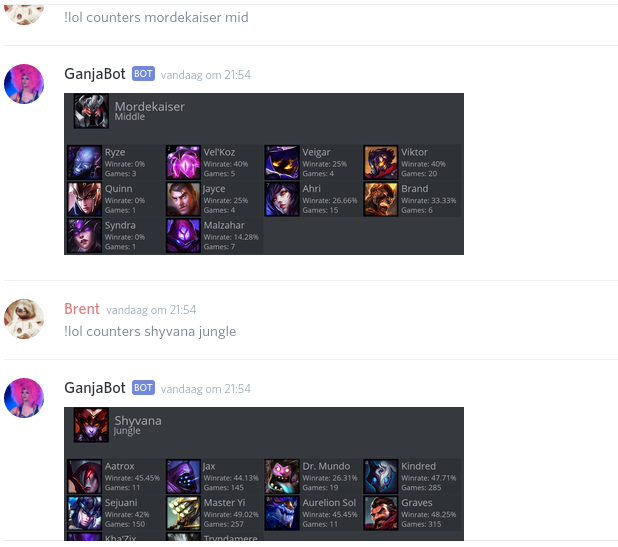 !lol counters mordekaiser mid
GanjaBot BOT vandaag om 21:54
Mordekaiser
Middle
Ryze
Winrate: 0%
Games: 3
Vel'Koz
Winrate: 40%
Games: 5
Veigar
Winrate: 25%
Games: 4
Viktor
Winrate: 40%
Games: 20
Quinn
Winrate: 0%
Games: 1
Jayce
Winrate: 25%
Games: 4
Ahri
Winrate: 26.66%
Games: 15
Brand
Winrate: 33.33%
Games: 6
Syndra
Winrate: 0%
Games: 1
Malzahar
Winrate: 14.28%
Games: 7
Brent vandaag om 21:54
!lol counters shyvana jungle
GanjaBot BOT vandaag om 21:54
Shyvana
Jungle
Aatrox
Winrate: 45.45%
Games: 11
Jax
Winrate: 44.13%
Games: 145
Dr. Mundo
Winrate: 26.31%
Games: 19
Kindred
Winrate: 47.71%
Games: 285
Sejuani
Winrate: 42%
Games: 150
Master Yi
Winrate: 49.02%
Games: 257
Aurelion Sol
Winrate: 45.45%
Games: 11
Graves
Winrate: 48.25%
Games: 315
Kha'Zix
Tryndamere